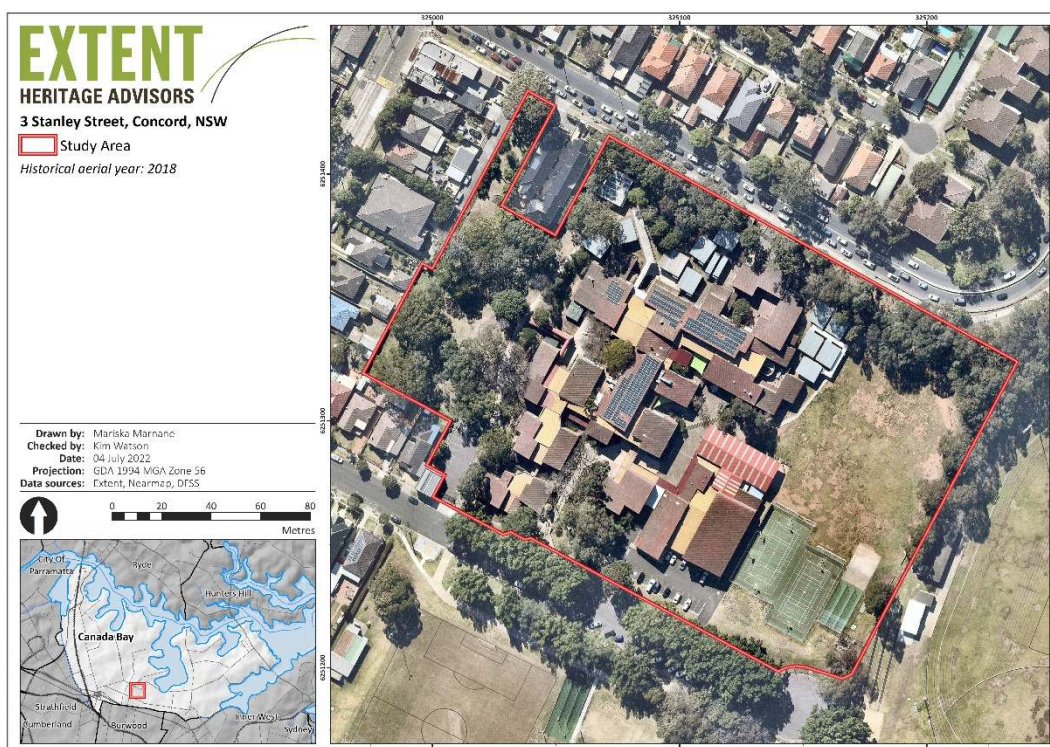 EXTENT
HERITAGE ADVISORS
3 Stanley Street, Concord, NSW
Study Area
Historical aerial year: 2018
Drawn by: Mariska Marnane
Checked by: Kim Watson
Date: 04 July 2022
Projection: GDA 1994 MGA Zone 56
Data sources: Extent, Nearmap, DFSS
0 20 40 60 80
Metres
City Of
Parramatta
Ryde
Hunters Hill
Canada Bay
Strathfield
Cumberland
Burwood
Inner West
Sydney
325000 325100 325200
6251400
6251300
6251200